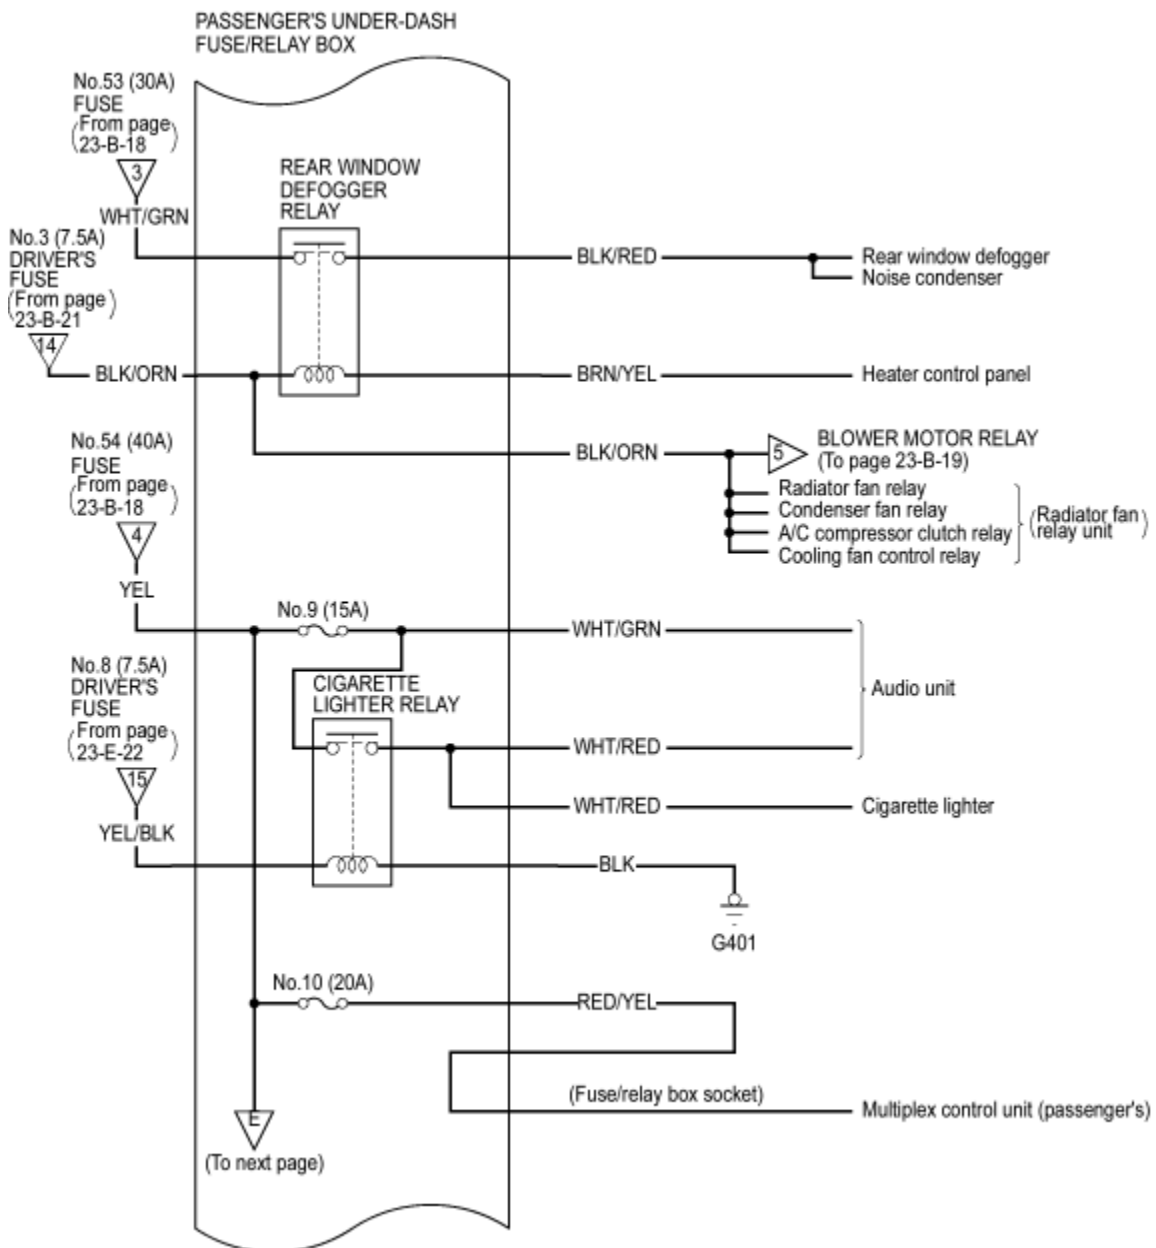 PASSENGER'S UNDER-DASH
FUSE/RELAY BOX
No.53 (30A)
FUSE
(From page
23-B-18)
3
WHT/GRN
REAR WINDOW
DEFOGGER
RELAY
No.3 (7.5A)
DRIVER'S
FUSE
(From page
23-B-21)
14
BLK/RED
Rear window defogger
Noise condenser
BLK/ORN
BRN/YEL
Heater control panel
No.54 (40A)
FUSE
(From page
23-B-18)
4
YEL
BLK/ORN
5
BLOWER MOTOR RELAY
(To page 23-B-19)
Radiator fan relay
Condenser fan relay
A/C compressor clutch relay
Cooling fan control relay
(Radiator fan
relay unit)
No.9 (15A)
WHT/GRN
No.8 (7.5A)
DRIVER'S
FUSE
(From page
23-E-22)
15
YEL/BLK
CIGARETTE
LIGHTER RELAY
Audio unit
WHT/RED
WHT/RED
Cigarette lighter
BLK
G401
No.10 (20A)
RED/YEL
(Fuse/relay box socket)
Multiplex control unit (passenger's)
E
(To next page)